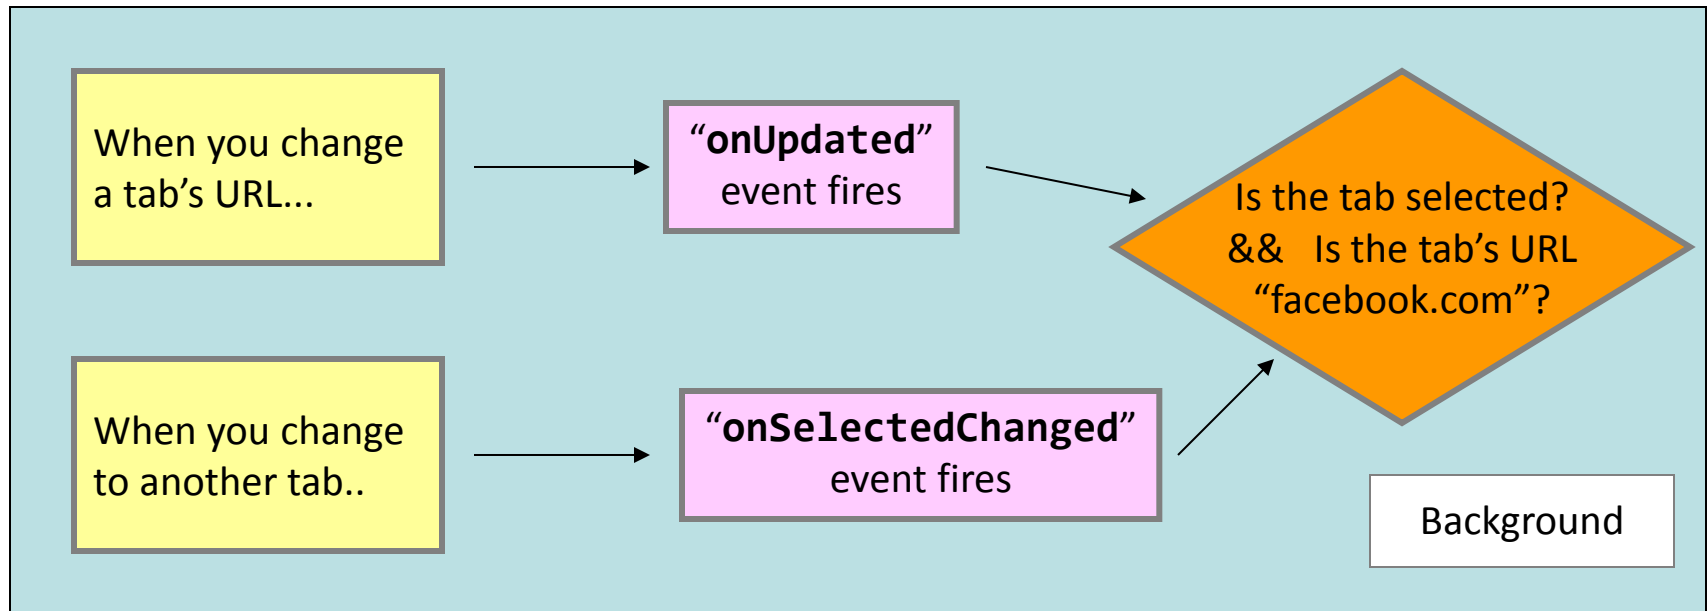 When you change
a tab’s URL...
“onUpdated”
event fires
Is the tab selected?
&& Is the tab’s URL
“facebook.com”?
When you change
to another tab..
“onSelectedChanged”
event fires
Background